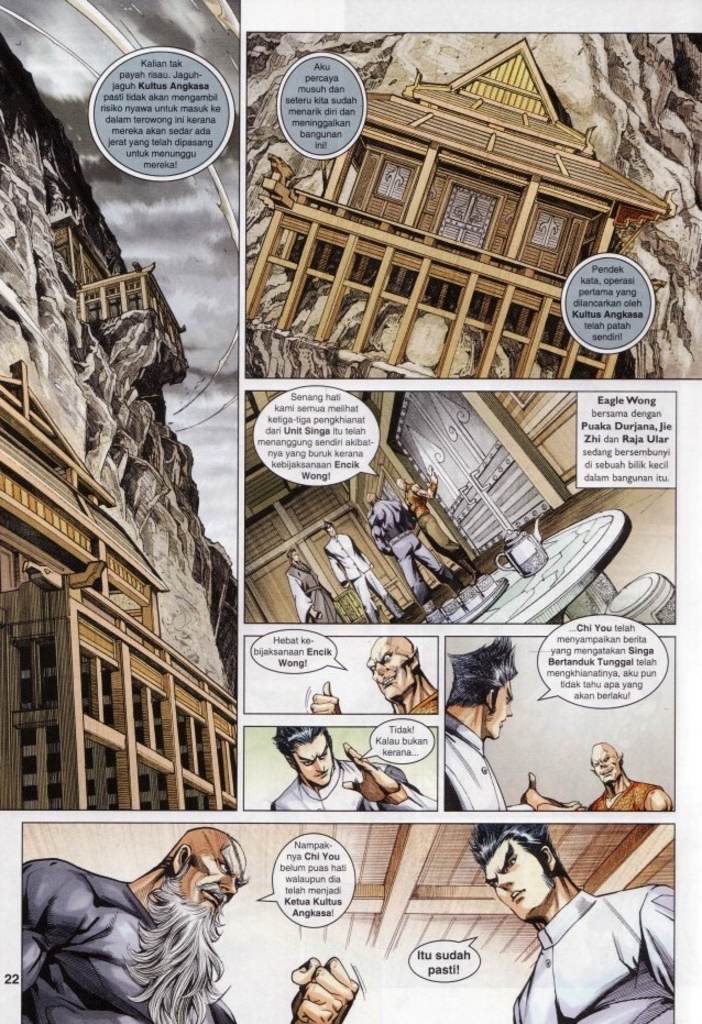 Kalian tak
payah risau. Jaguh-
jaguh Kultus Angkasa
pasti tidak akan mengambil
risiko nyawa untuk masuk ke
dalam terowong ini kerana
mereka akan sedar ada
jerat yang telah dipasang
untuk menunggu
mereka!
Aku
percaya
musuh dan
seteru kita sudah
menarik diri dan
meninggalkan
bangunan
ini!
Pendek
kata, operasi
pertama yang
dilancarkan oleh
Kultus Angkasa
telah patah
sendiri!
Senang hati
kami semua melihat
ketiga-tiga pengkhianat
dari Unit Singa itu telah
menanggung sendiri akibat-
nya yang buruk kerana
kebijaksanaan Encik
Wong!
Eagle Wong
bersama dengan
Puaka Durjana, Jie
Zhi dan Raja Ular
sedang bersembunyi
di sebuah bilik kecil
dalam bangunan itu.
Hebat ke-
bijaksanaan Encik
Wong!
Tidak!
Kalau bukan
kerana...
...Chi You
menyampaikan berita
yang mengatakan Singa
Bertanduk Tunggal telah
mengkhianatinya, aku pun
tidak tahu apa yang
akan berlaku!
Nampak-
nya Chi You
belum puas hati
walaupun dia
telah menjadi
Ketua Kultus
Angkasa!
Itu sudah
pasti!
22